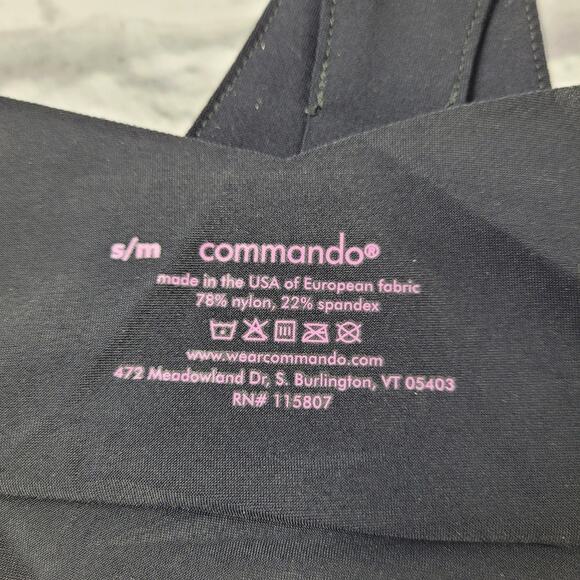 s/m commando®
made in the USA of European fabric
78% nylon, 22% spandex
www.wearcommando.com
472 Meadowland Dr, S. Burlington, VT 05403
RN# 115807